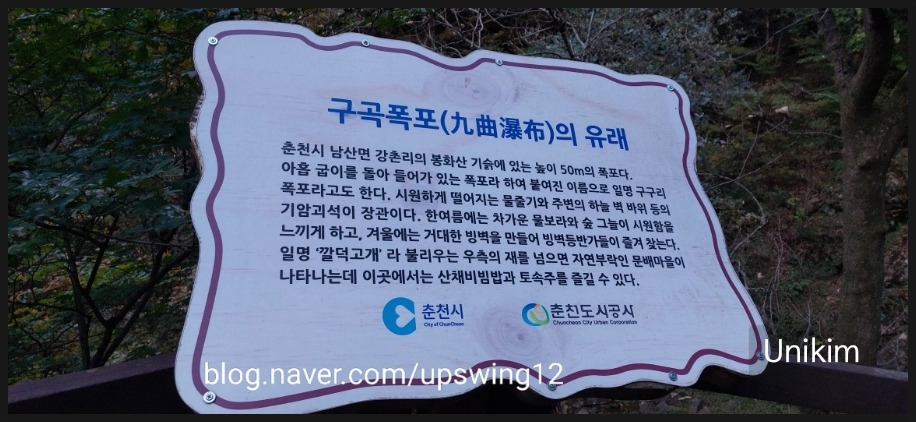 구곡폭포(九曲瀑布)의 유래
춘천시 남산면 강촌리의 봉화산 기슭에 있는 높이 50m의 폭포다.
아홉 굽이를 돌아 들어가 있는 폭포라 하여 붙여진 이름으로 일명 구구리
폭포라고도 한다. 시원하게 떨어지는 물줄기와 주변의 하늘 벽 바위 등의
기암괴석이 장관이다. 한여름에는 차가운 물보라와 숲 그늘이 시원함을
느끼게 하고, 겨울에는 거대한 빙벽을 만들어 빙벽등반가들이 즐겨 찾는다.
일명 '깔덕고개' 라 불리우는 우측의 재를 넘으면 자연부락인 문배마을이
나타나는데 이곳에서는 산채비빔밥과 토속주를 즐길 수 있다.
춘천시
City of ChunCheon
춘천도시공사
Chuncheon City Urban Corporation
Unikim
blog.naver.com/upswing12